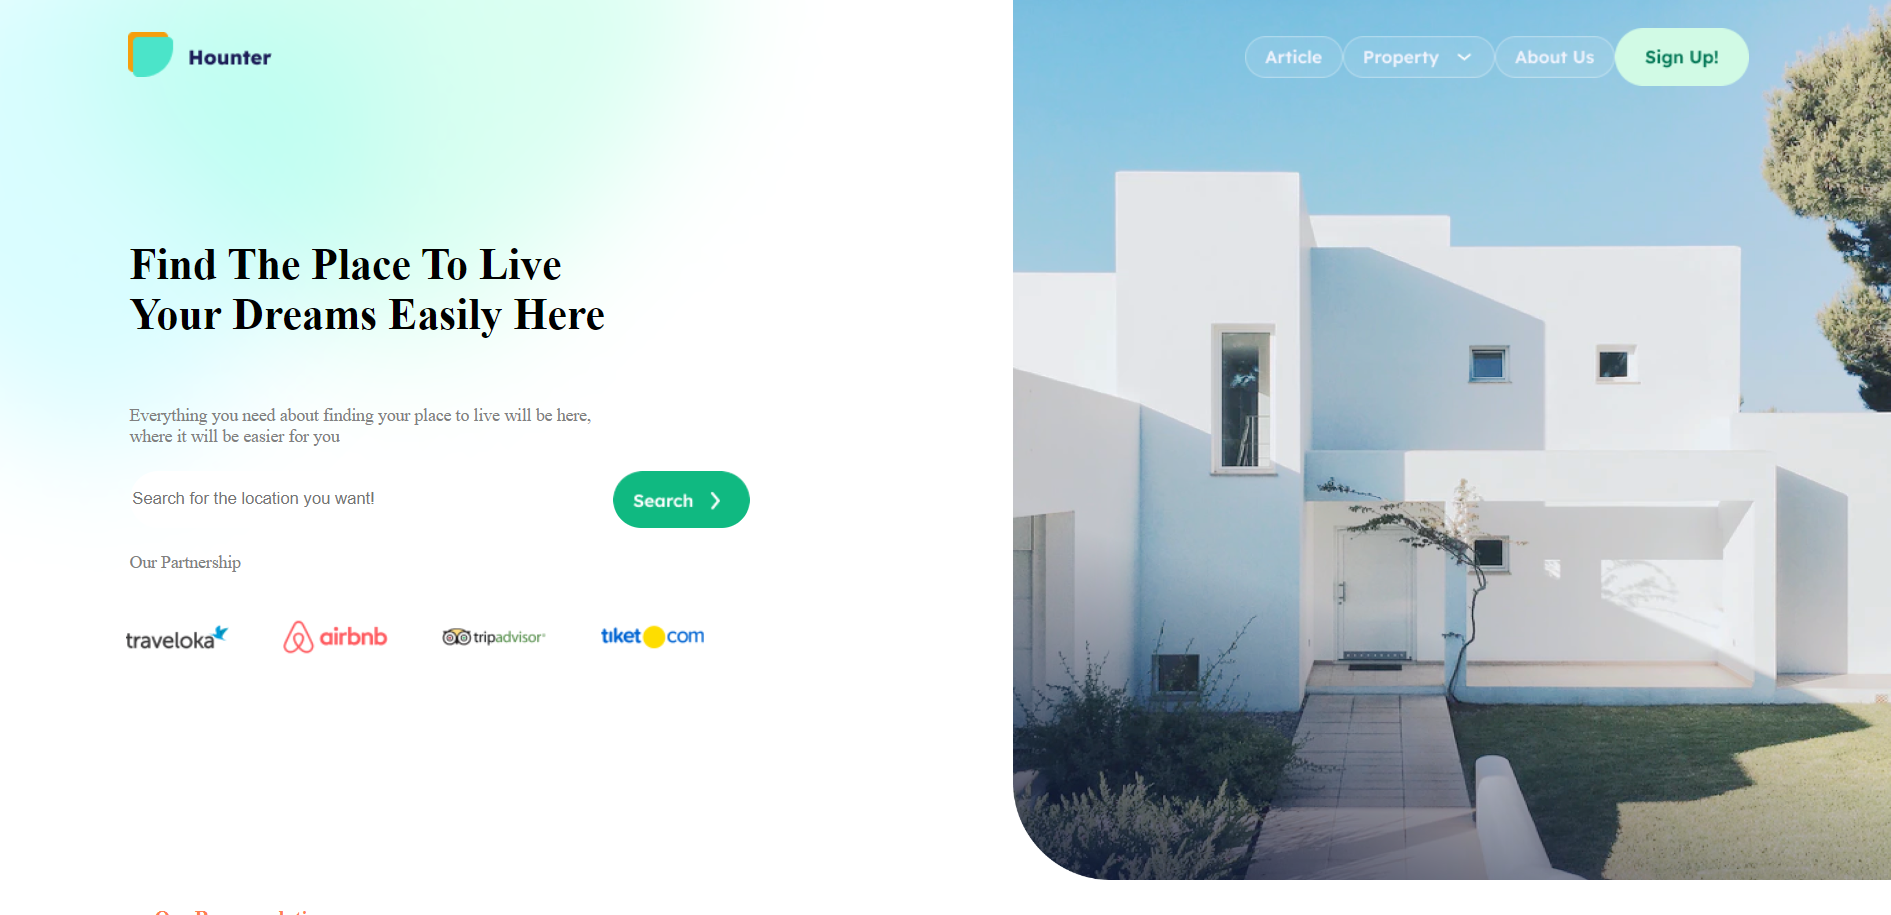 Hounter
Article
Property
About Us
Sign Up!
Find The Place To Live
Your Dreams Easily Here
Everything you need about finding your place to live will be here,
where it will be easier for you
Search for the location you want!
Search
Our Partnership
traveloka
airbnb
tripadvisor
tiket com